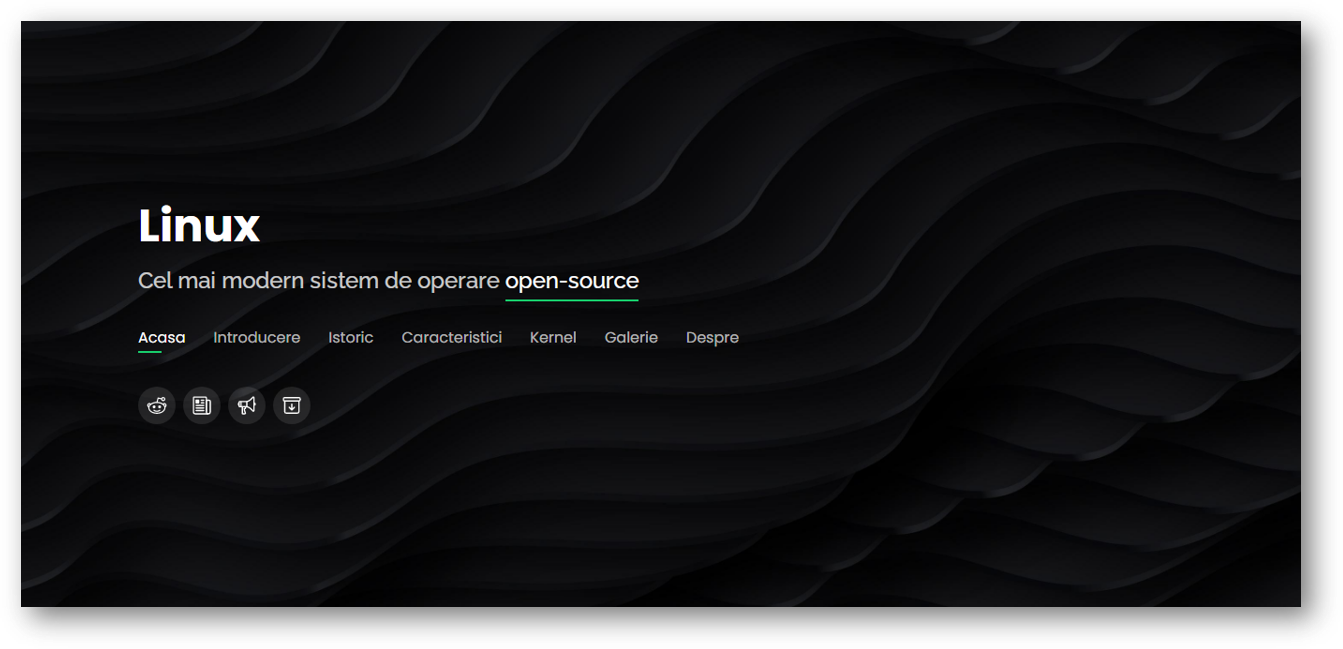 Linux
Cel mai modern sistem de operare open-source
Acasa Introducere Istoric Caracteristici Kernel Galerie Despre